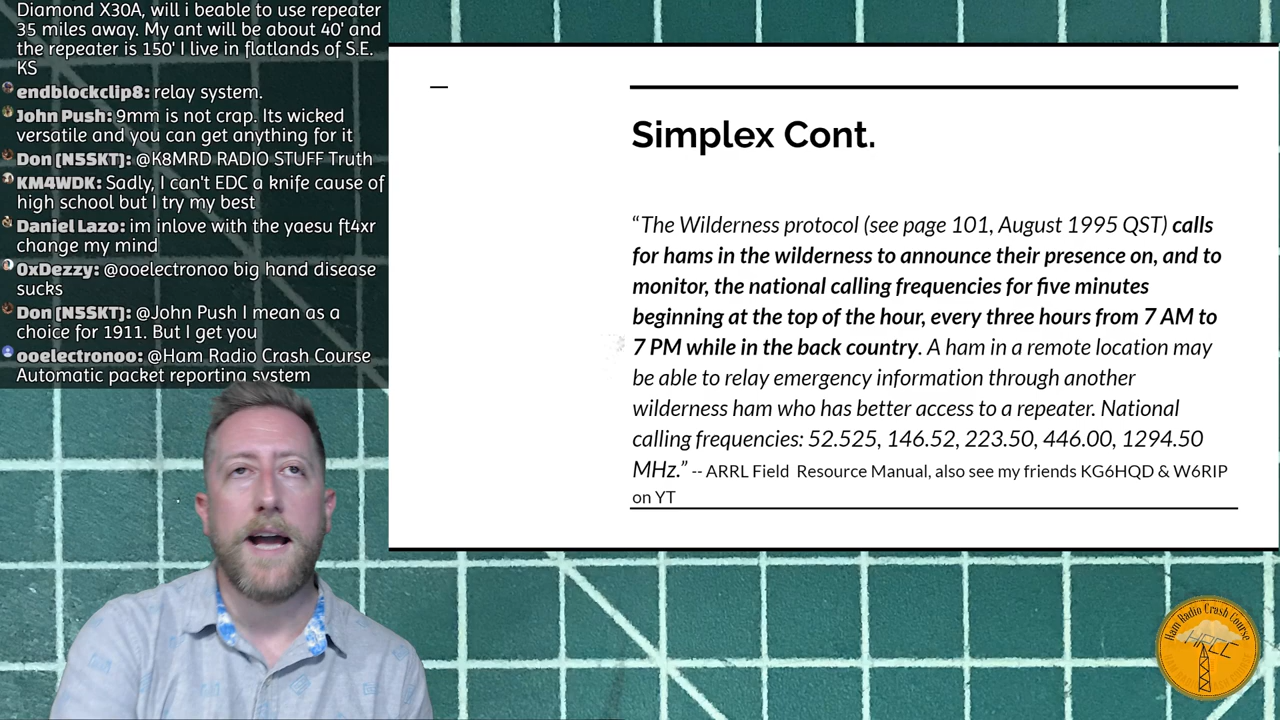 Diamond X30A, will i beable to use repeater
35 miles away. My ant will be about 40' and
the repeater is 150' I live in flatlands of S.E.
KS
endblockclip8: relay system.
John Push: 9mm is not crap. Its wicked
versatile and you can get anything for it
Don [N5SKT]: @K8MRD RADIO STUFF Truth
KM4WDK: Sadly, I can't EDC a knife cause of
high school but I try my best
Daniel Lazo: im inlove with the yaesu ft4xr
change my mind
0xDezzy: @ooelectronoo big hand disease
sucks
Don [N5SKT]: @John Push I mean as a
choice for 1911. But I get you
ooelectronoo: @Ham Radio Crash Course
Automatic packet reporting system
Simplex Cont.
“The Wilderness protocol (see page 101, August 1995 QST) calls
for hams in the wilderness to announce their presence on, and to
monitor, the national calling frequencies for five minutes
beginning at the top of the hour, every three hours from 7 AM to
7 PM while in the back country. A ham in a remote location may
be able to relay emergency information through another
wilderness ham who has better access to a repeater. National
calling frequencies: 52.525, 146.52, 223.50, 446.00, 1294.50
MHz.” -- ARRL Field Resource Manual, also see my friends KG6HQD & W6RIP
on YT
Ham Radio Crash Course
HRCC